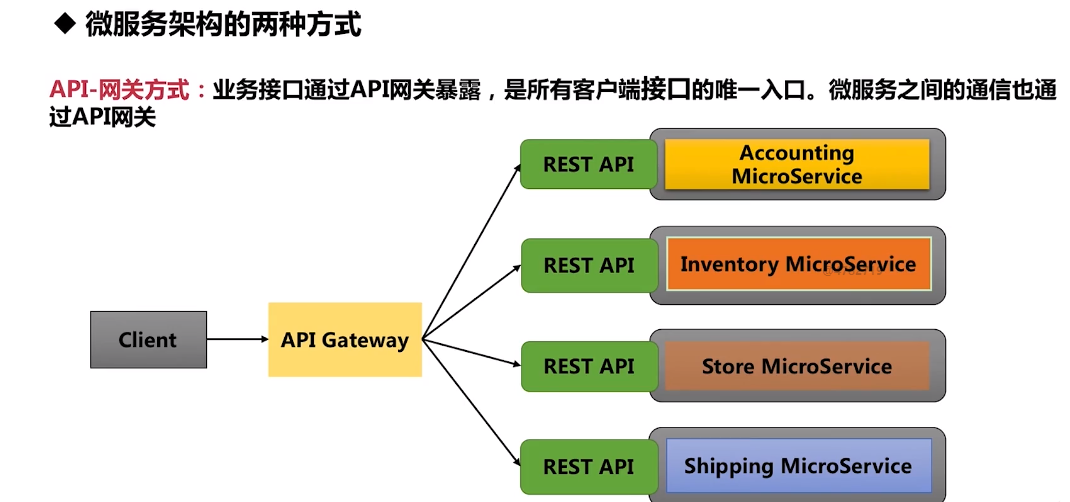 ◆ 微服务架构的两种方式
API-网关方式：业务接口通过API网关暴露，是所有客户端接口的唯一入口。微服务之间的通信也通
过API网关
REST API
Accounting
MicroService
REST API
Inventory MicroService
Client
API Gateway
REST API
Store MicroService
REST API
Shipping MicroService